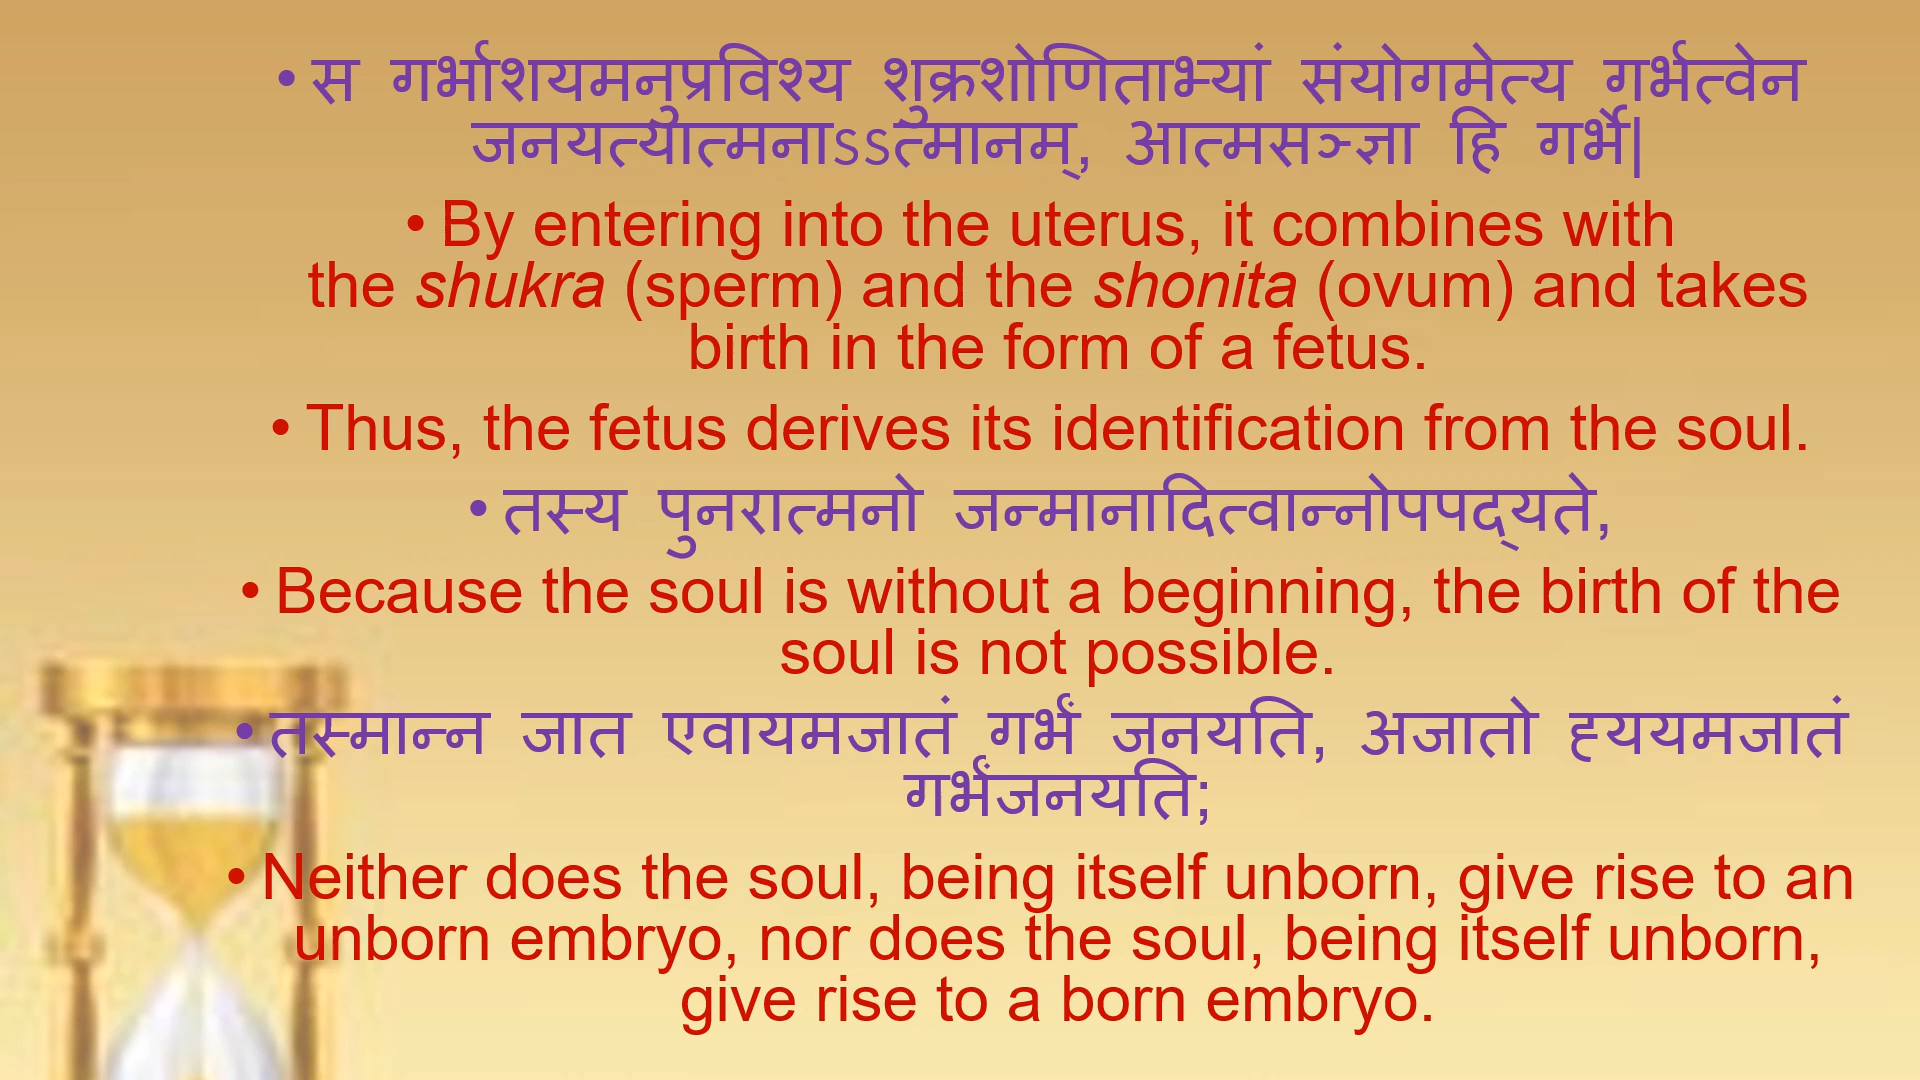 • स गर्भाशयमनुप्रविश्य शुक्रशोणिताभ्यां संयोगमेत्य गर्भत्वेन
जनयत्यात्मनाऽऽत्मानम्, आत्मसञ्ज्ञा हि गर्भै|
• By entering into the uterus, it combines with
the shukra (sperm) and the shonita (ovum) and takes
birth in the form of a fetus.
• Thus, the fetus derives its identification from the soul.
• तस्य पुनरात्मनो जन्मानादित्वान्नोपपद्यते,
• Because the soul is without a beginning, the birth of the
soul is not possible.
• तस्मान्न जात एवायमजातं गर्भं जनयति, अजातो ह्ययमजातं
गर्भंजनयति;
• Neither does the soul, being itself unborn, give rise to an
unborn embryo, nor does the soul, being itself unborn,
give rise to a born embryo.